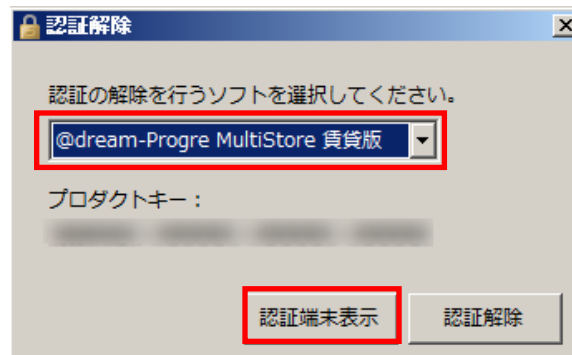 認証解除
認証の解除を行うソフトを選択してください。
@dream-Progre MultiStore 賃貸版
プロダクトキー：
認証端末表示
認証解除